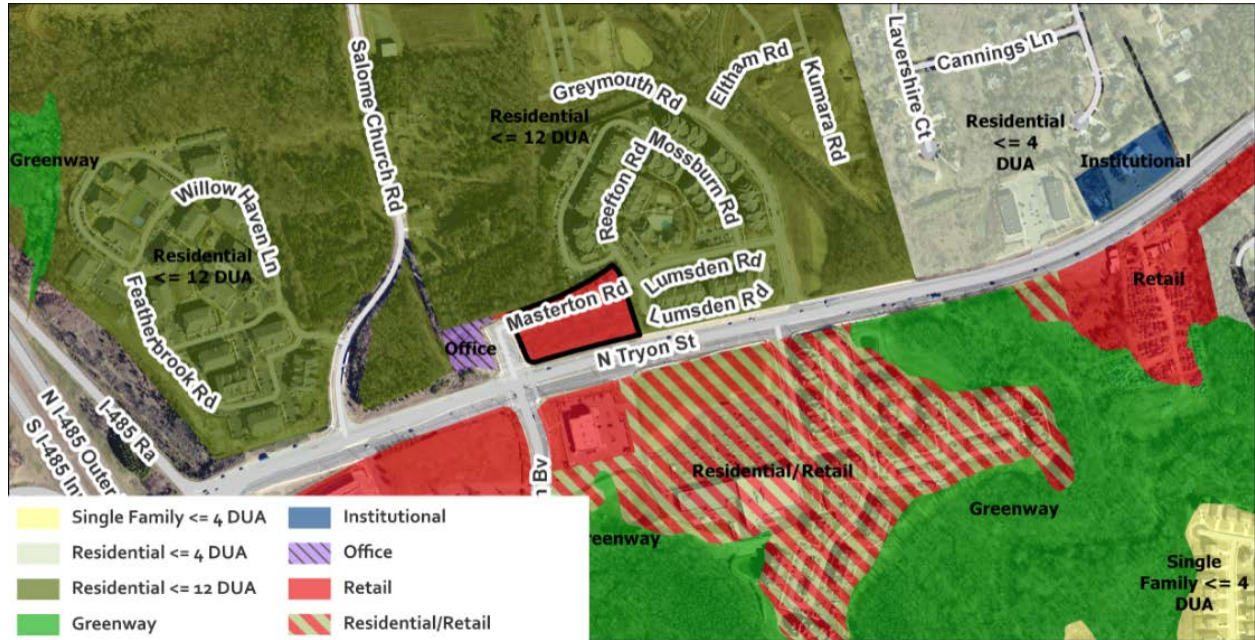 Salome Church Rd
Greymouth Rd
Eltham Rd
Kumara Rd
Lavershire Ct
Cannings Ln
Residential
<= 12 DUA
Residential
<= 4
DUA
Institutional
Greenway
Willow Haven Ln
Reefton Rd
Mossburn Rd
Residential
<= 12 DUA
Featherbrook Rd
Lumsden Rd
Masterton Rd
Lumsden Rd
Retail
Office
N Tryon St
I-485 Ra
N I-485 Outer
S I-485 In
n Bv
Residential/Retail
Greenway
eenway
Single
Family <= 4
DUA
Single Family <= 4 DUA
Residential <= 4 DUA
Residential <= 12 DUA
Greenway
Institutional
Office
Retail
Residential/Retail